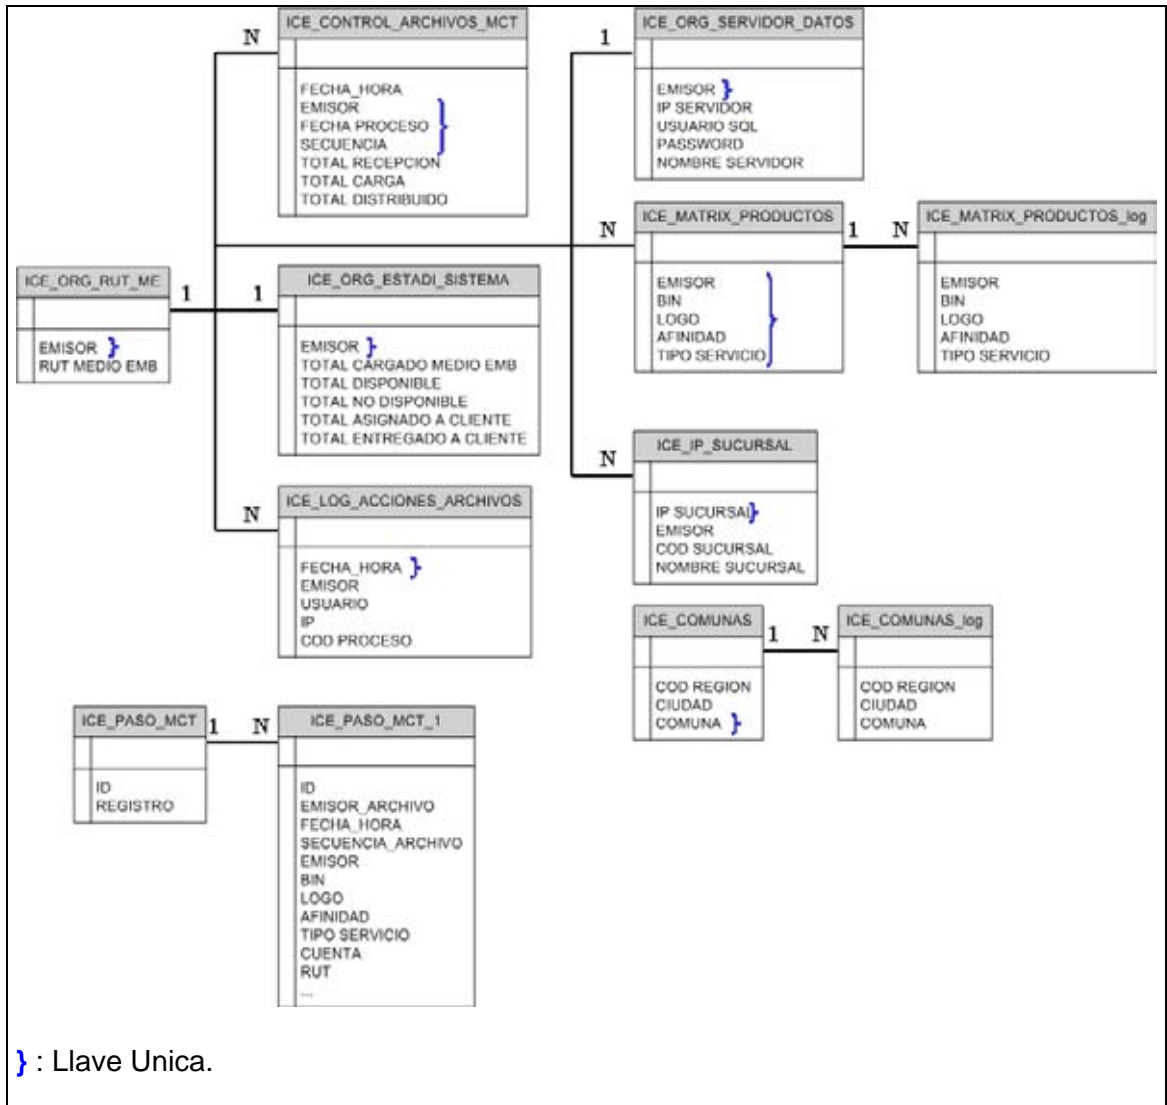 ICE_CONTROL_ARCHIVOS_MCT
N
FECHA_HORA
EMISOR
FECHA PROCESO
SECUENCIA
TOTAL RECEPCION
TOTAL CARGA
TOTAL DISTRIBUIDO
ICE_ORG_SERVIDOR_DATOS
1
EMISOR }
IP SERVIDOR
USUARIO SQL
PASSWORD
NOMBRE SERVIDOR
ICE_MATRIX_PRODUCTOS
N
1
EMISOR
BIN
LOGO
AFINIDAD
TIPO SERVICIO
ICE_MATRIX_PRODUCTOS_log
N
EMISOR
BIN
LOGO
AFINIDAD
TIPO SERVICIO
ICE_ORG_RUT_ME
1
EMISOR }
RUT MEDIO EMB
ICE_ORG_ESTADI_SISTEMA
1
EMISOR }
TOTAL CARGADO MEDIO EMB
TOTAL DISPONIBLE
TOTAL NO DISPONIBLE
TOTAL ASIGNADO A CLIENTE
TOTAL ENTREGADO A CLIENTE
ICE_IP_SUCURSAL
N
IP SUCURSAL }
EMISOR
COD SUCURSAL
NOMBRE SUCURSAL
ICE_LOG_ACCIONES_ARCHIVOS
N
FECHA_HORA }
EMISOR
USUARIO
IP
COD PROCESO
ICE_COMUNAS
1
COD REGION
CIUDAD
COMUNA }
ICE_COMUNAS_log
N
COD REGION
CIUDAD
COMUNA
ICE_PASO_MCT
1
ID
REGISTRO
ICE_PASO_MCT_1
N
ID
EMISOR_ARCHIVO
FECHA_HORA
SECUENCIA_ARCHIVO
EMISOR
BIN
LOGO
AFINIDAD
TIPO SERVICIO
CUENTA
RUT
...
} : Llave Unica.